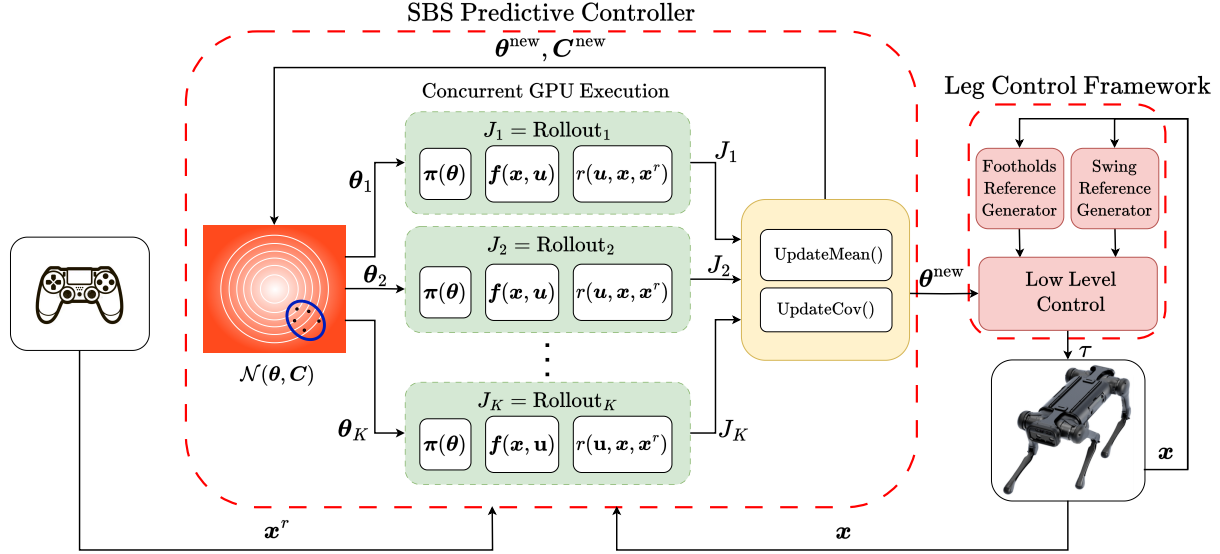 SBS Predictive Controller
θ^new, C^new
Concurrent GPU Execution
Leg Control Framework
J_1 = Rollout_1
π(θ)
f(x, u)
r(u, x, x^r)
θ_1
J_1
Footholds
Reference
Generator
Swing
Reference
Generator
J_2 = Rollout_2
π(θ)
f(x, u)
r(u, x, x^r)
θ_2
J_2
UpdateMean()
UpdateCov()
θ^new
Low Level
Control
τ
N(θ, C)
⋮
J_K = Rollout_K
π(θ)
f(x, u)
r(u, x, x^r)
θ_K
J_K
x
x^r
x